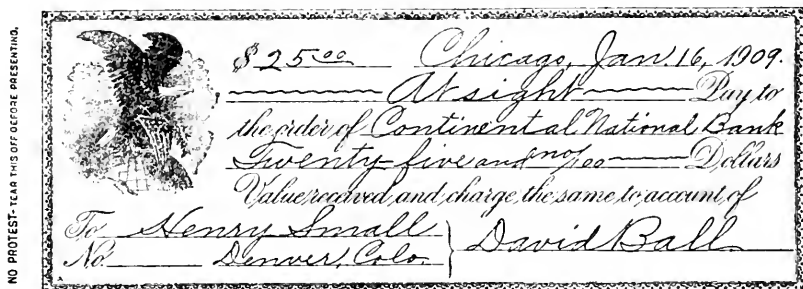 NO PROTEST-TEAR THIS OFF BEFORE PRESENTING.
$ 25 00 Chicago, Jan. 16, 1909.
At sight Pay to
the order of Continental National Bank
Twenty-five and no/100 Dollars
Value received and charge the same to account of
To Henry Small
No. Denver, Colo.
David Ball